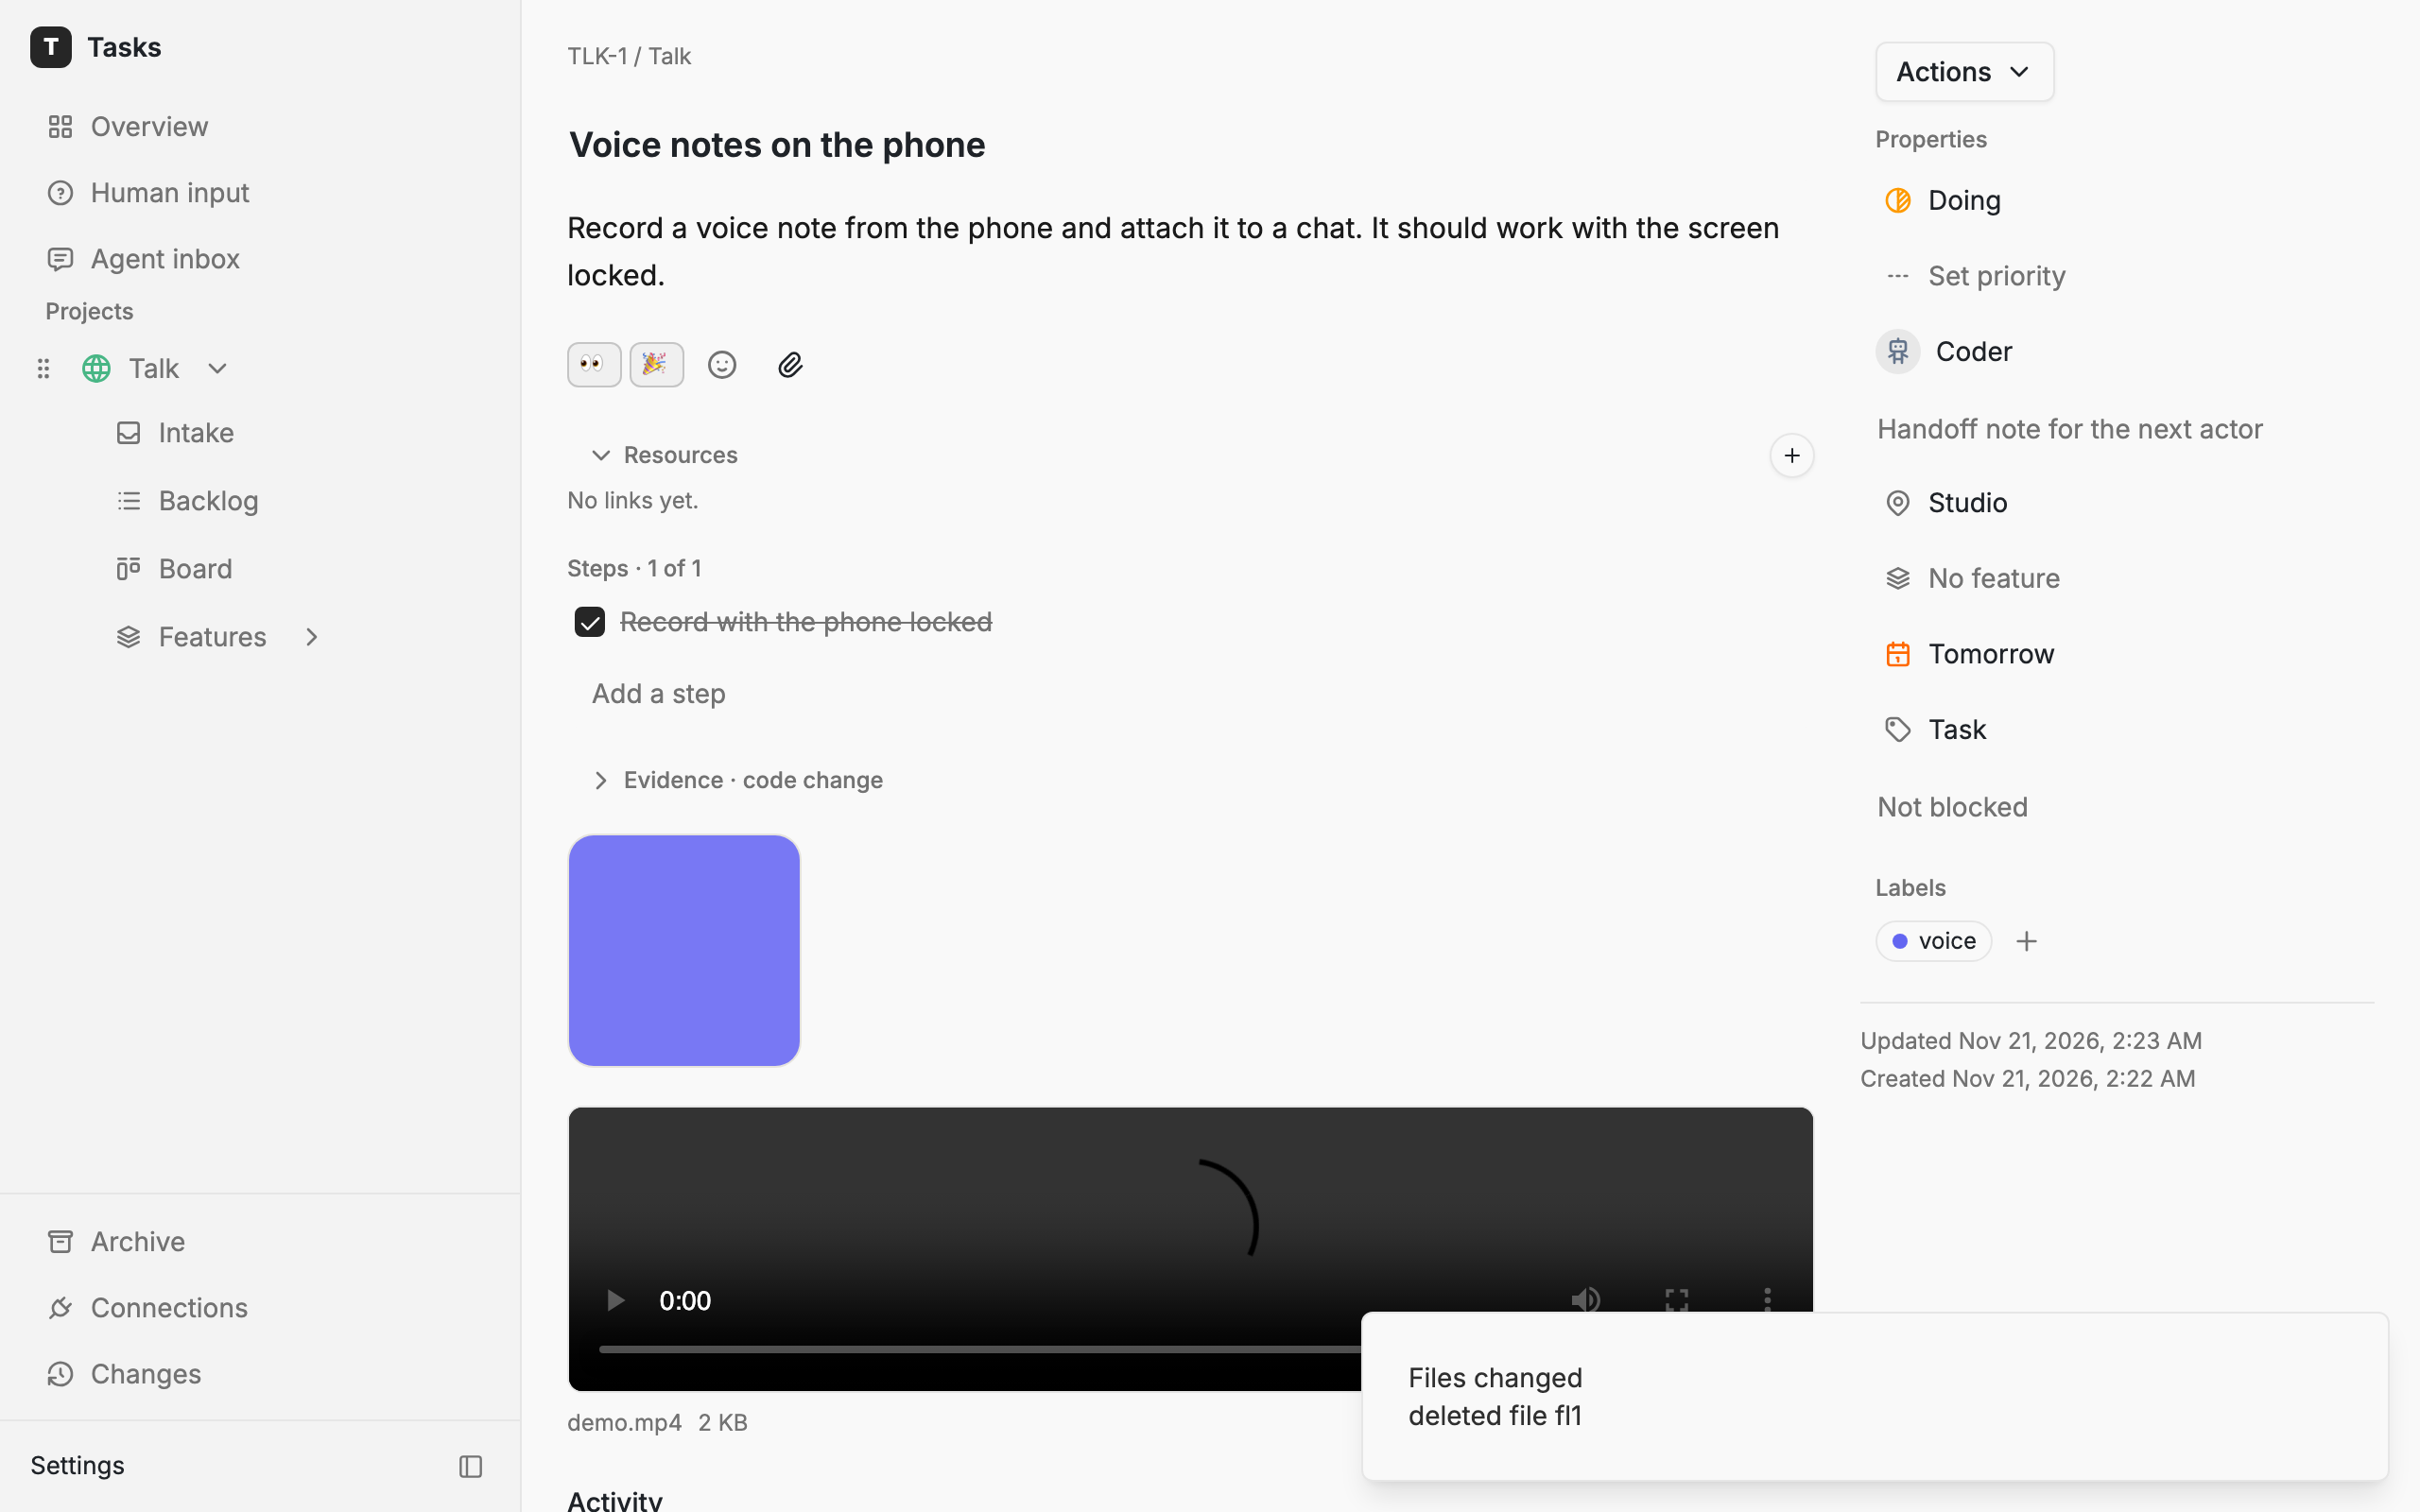 T Tasks
Overview
Human input
Agent inbox
Projects
Talk
Intake
Backlog
Board
Features
Archive
Connections
Changes
Settings
TLK-1 / Talk
Voice notes on the phone
Record a voice note from the phone and attach it to a chat. It should work with the screen
locked.
Resources
No links yet.
Steps · 1 of 1
Record with the phone locked
Add a step
Evidence · code change
0:00
demo.mp4 2 KB
Activity
Actions
Properties
Doing
Set priority
Coder
Handoff note for the next actor
Studio
No feature
Tomorrow
Task
Not blocked
Labels
voice
Updated Nov 21, 2026, 2:23 AM
Created Nov 21, 2026, 2:22 AM
Files changed
deleted file fl1